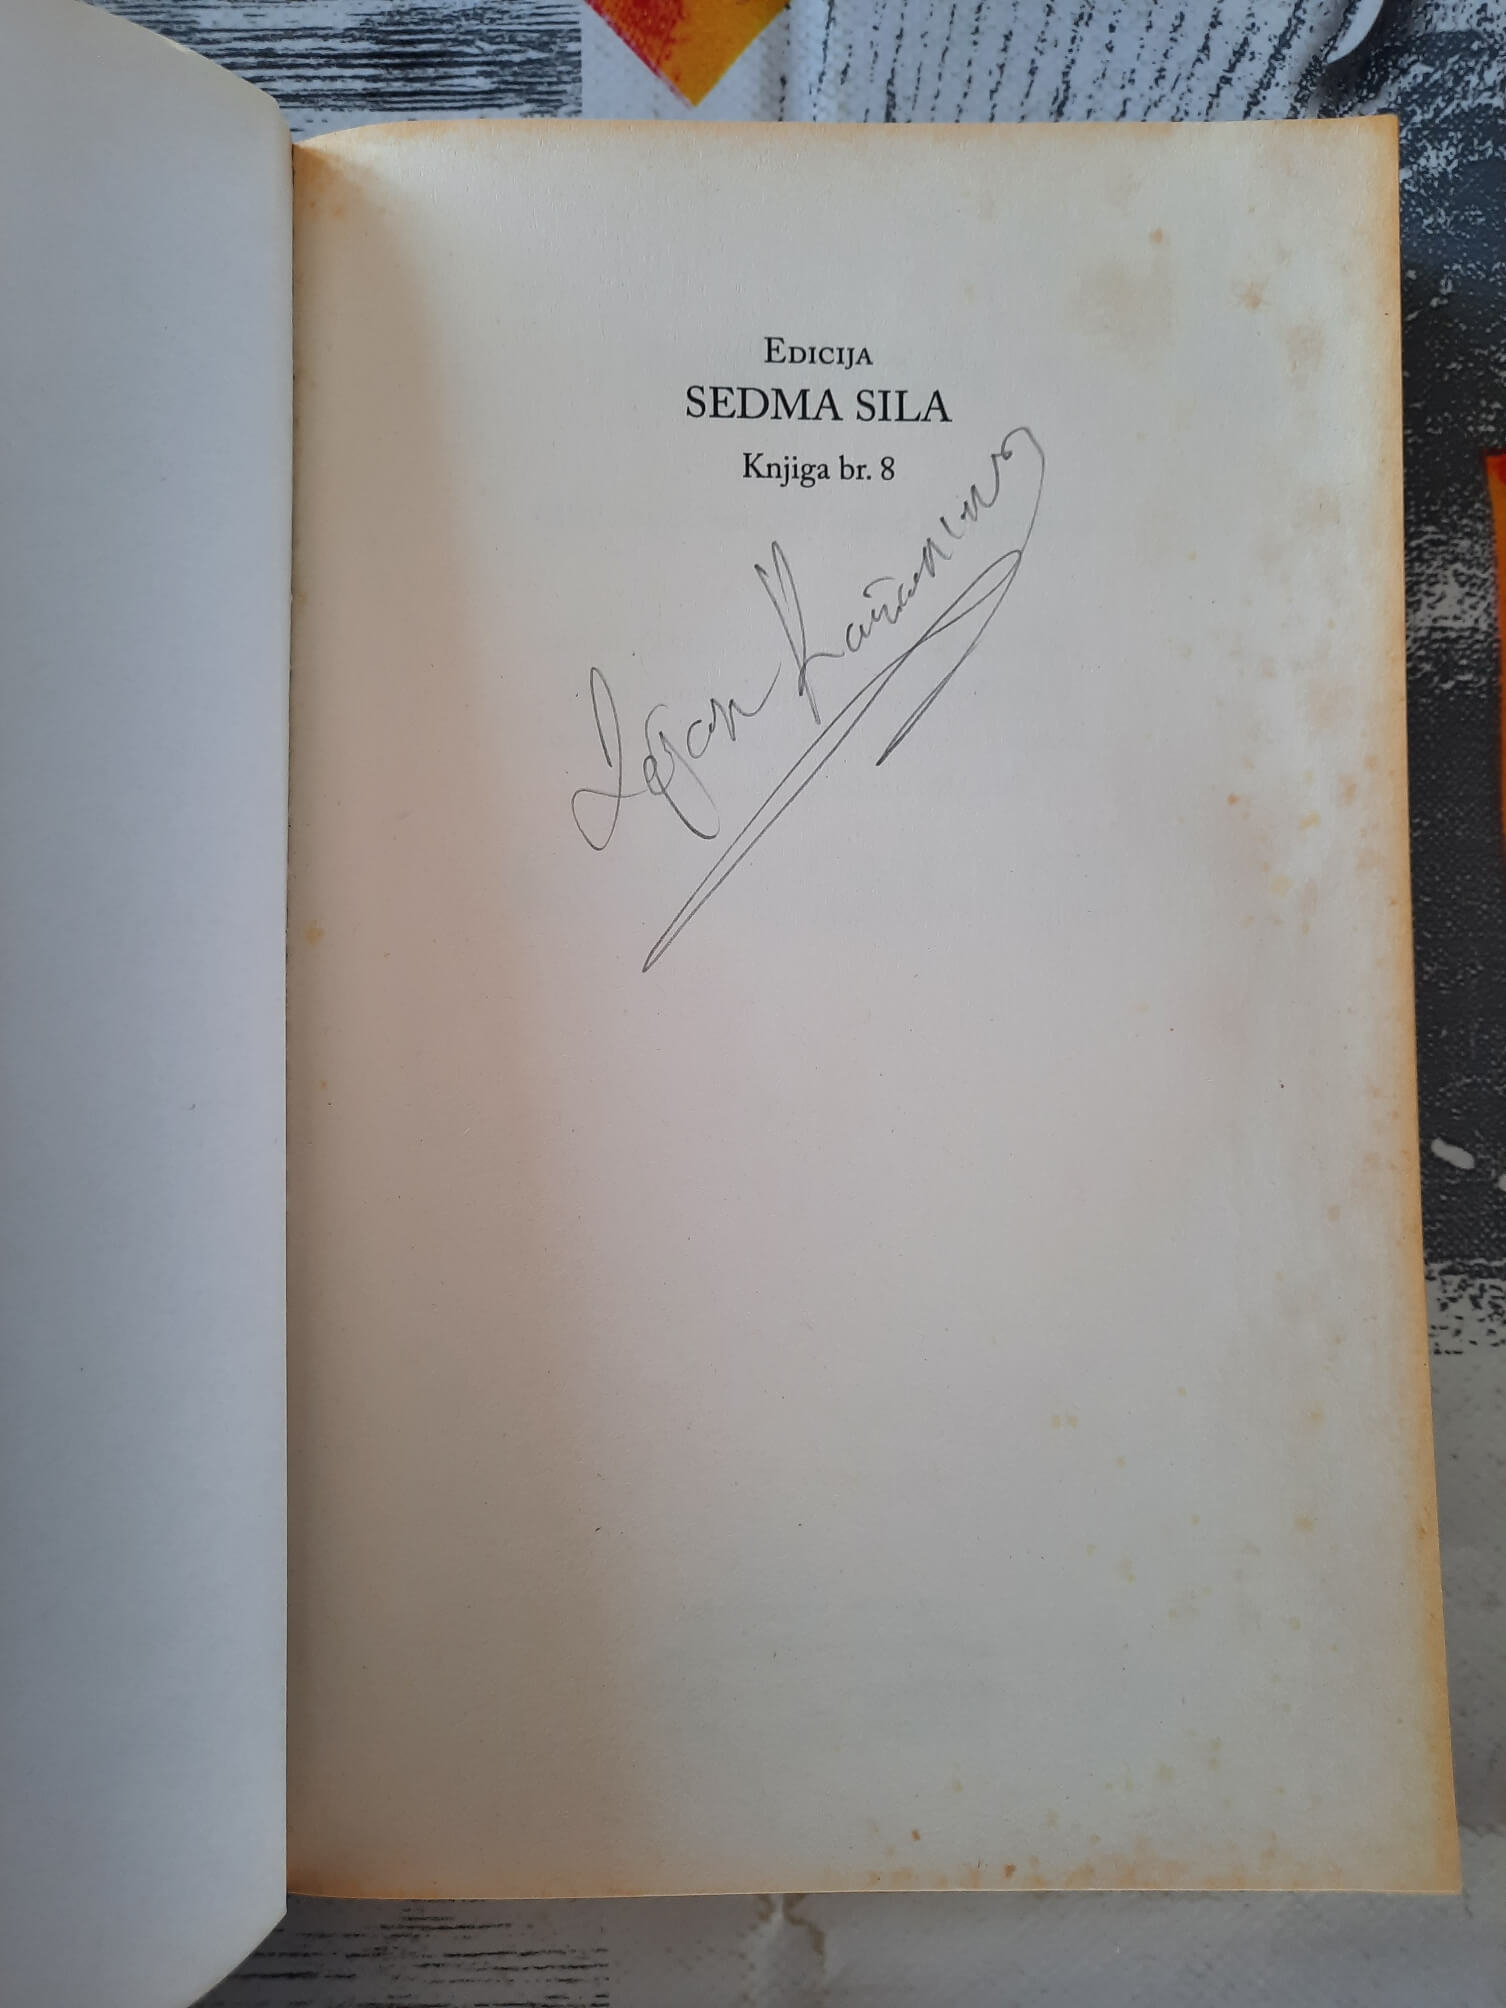 Edicija
SEDMA SILA
Knjiga br. 8